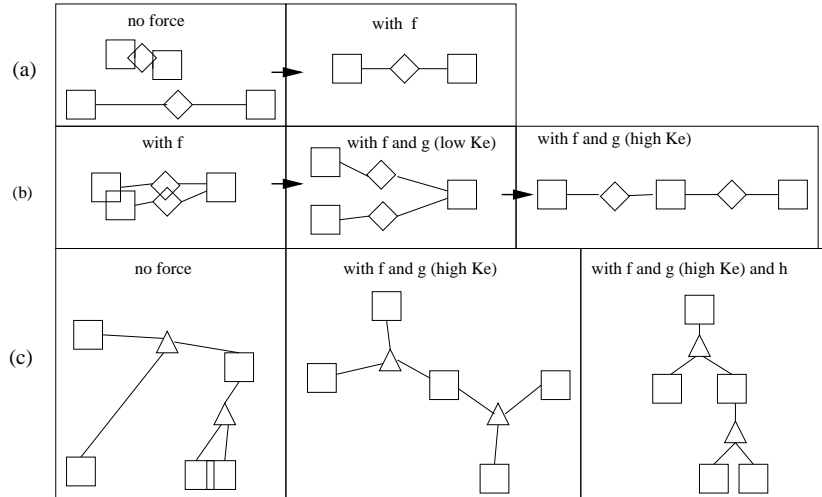 no force
with f
(a)
with f
with f and g (low Ke)
with f and g (high Ke)
(b)
no force
with f and g (high Ke)
with f and g (high Ke) and h
(c)